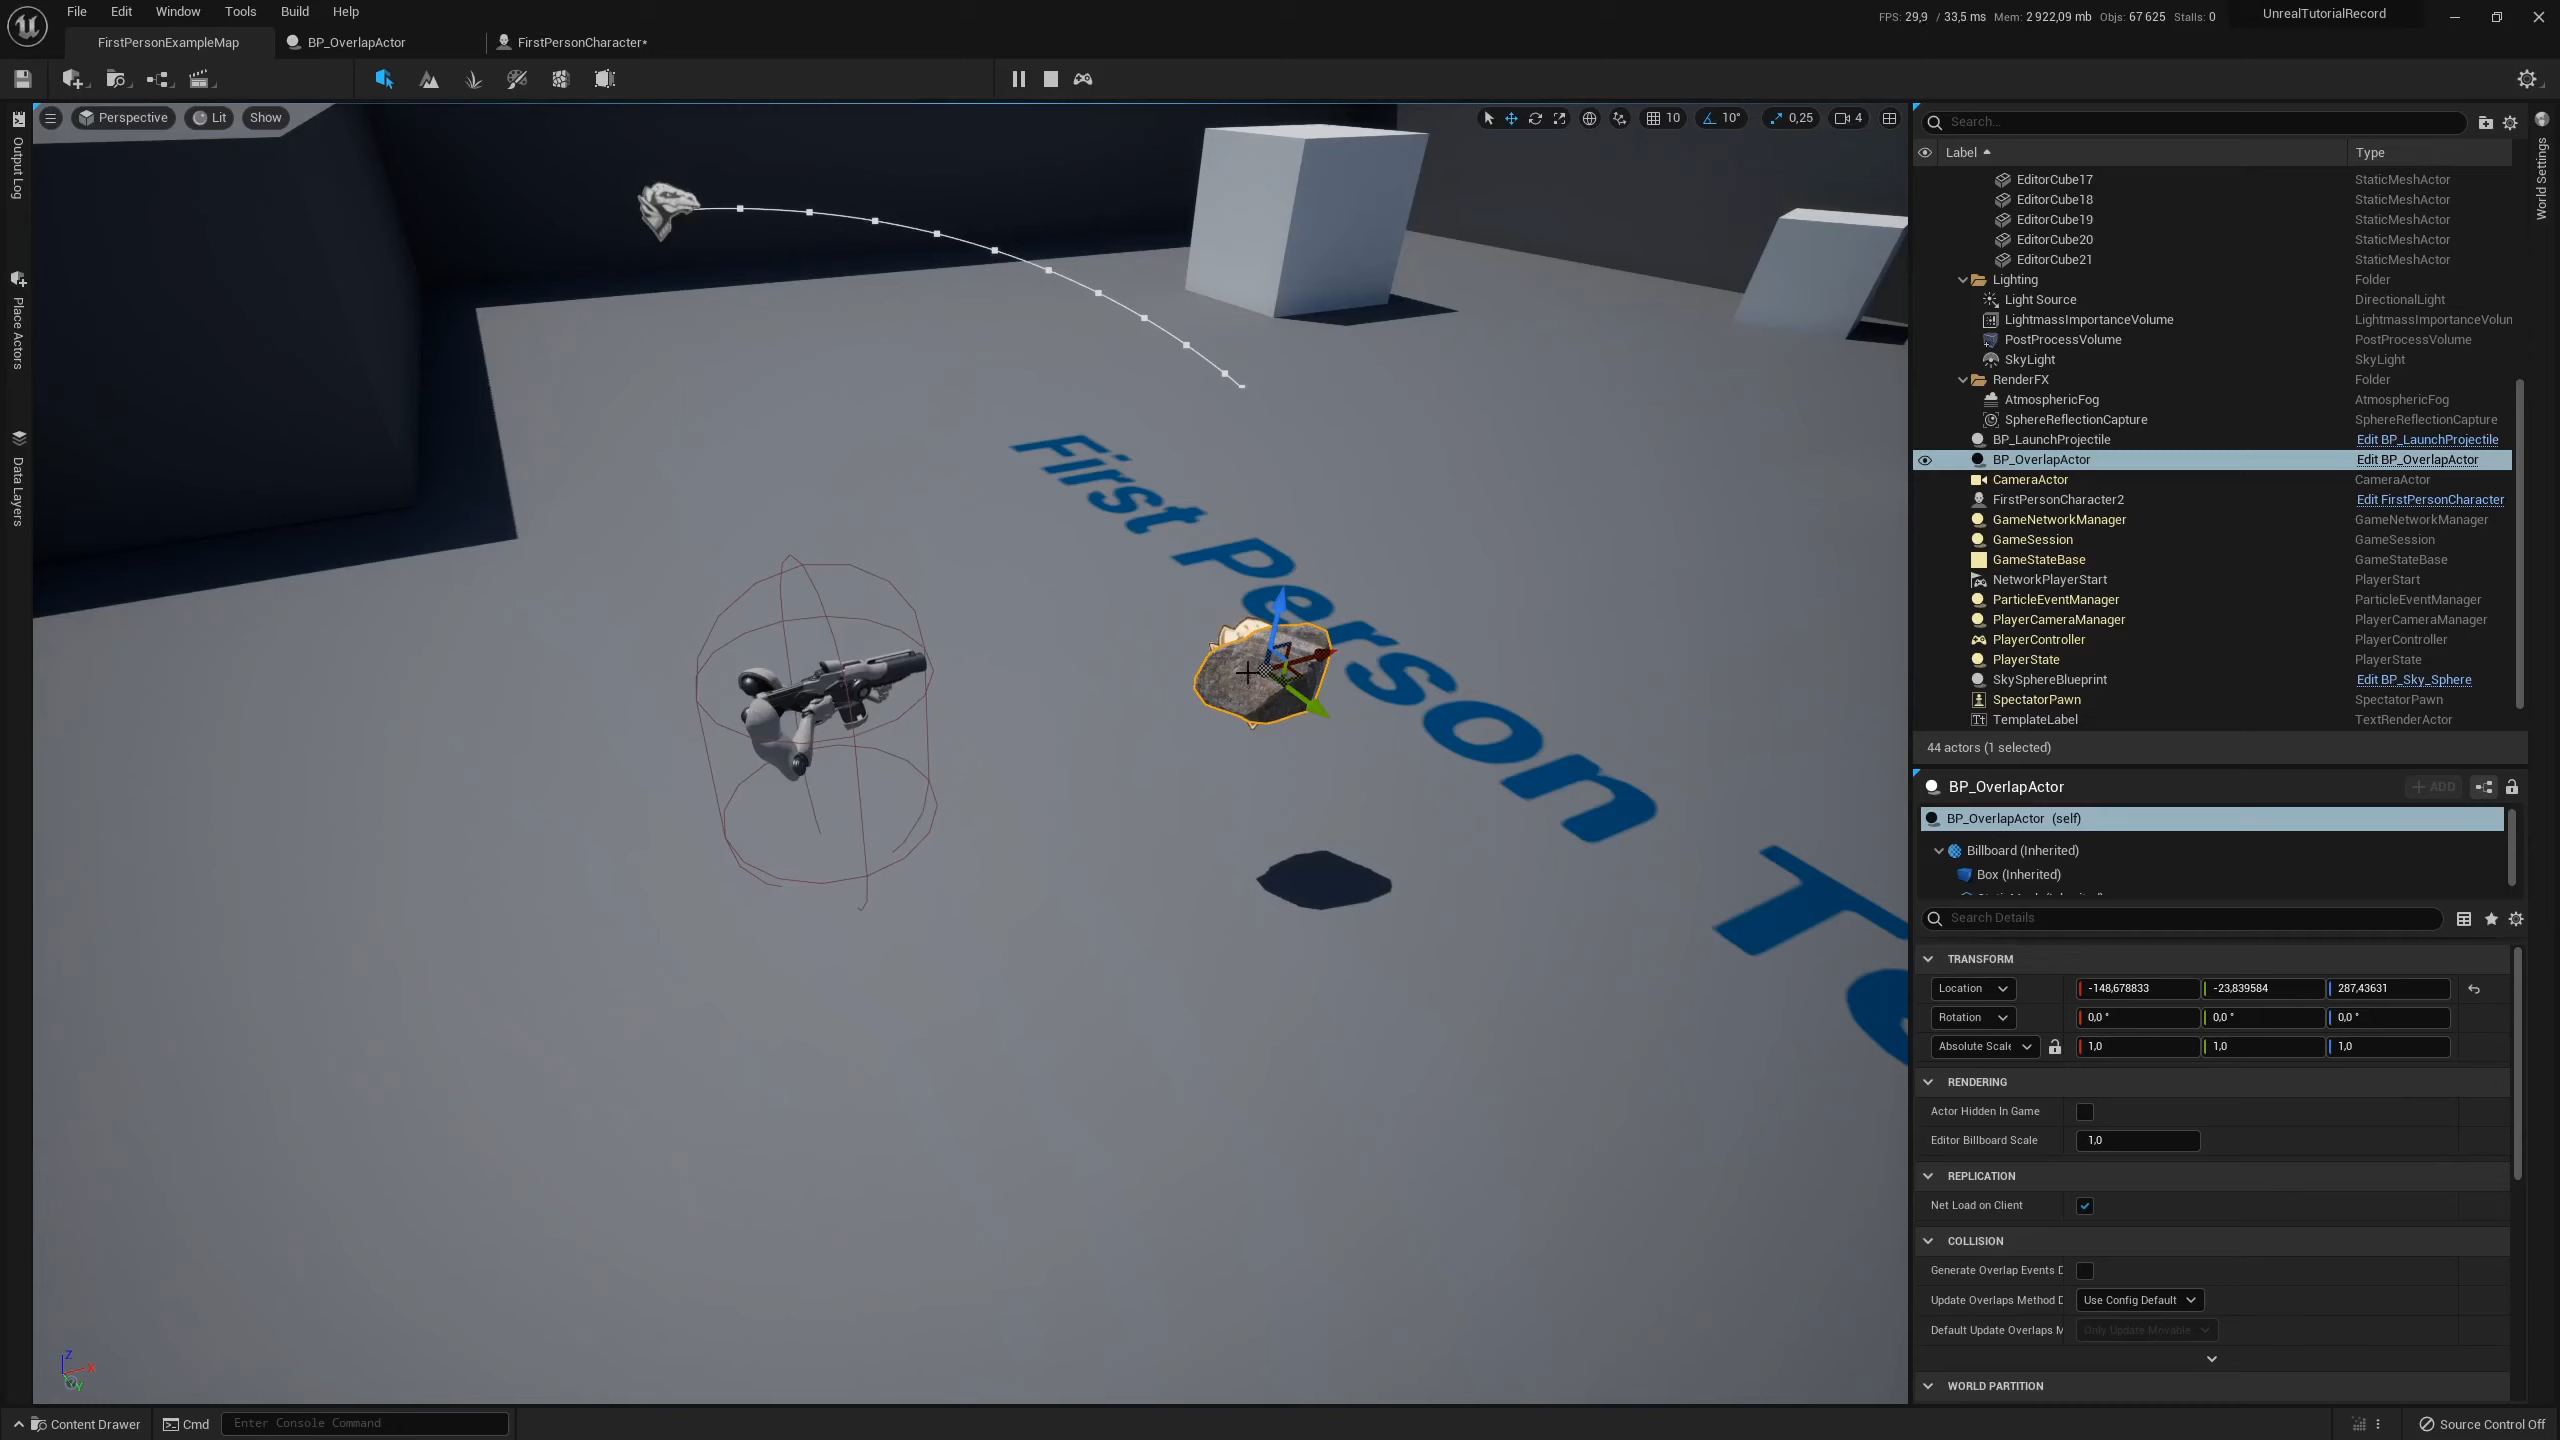 File Edit Window Tools Build Help
FPS: 29,9 / 33,5 ms Mem: 2 922,09 mb Objs: 67 625 Stalls: 0
UnrealTutorialRecord
FirstPersonExampleMap
BP_OverlapActor
FirstPersonCharacter*
Perspective
Lit
Show
10
10°
0,25
4
Output Log
Place Actors
Data Layers
World Settings
First Person Te
Search...
Label Type
EditorCube17 StaticMeshActor
EditorCube18 StaticMeshActor
EditorCube19 StaticMeshActor
EditorCube20 StaticMeshActor
EditorCube21 StaticMeshActor
Lighting Folder
Light Source DirectionalLight
LightmassImportanceVolume LightmassImportanceVolun
PostProcessVolume PostProcessVolume
SkyLight SkyLight
RenderFX Folder
AtmosphericFog AtmosphericFog
SphereReflectionCapture SphereReflectionCapture
BP_LaunchProjectile Edit BP_LaunchProjectile
BP_OverlapActor Edit BP_OverlapActor
CameraActor CameraActor
FirstPersonCharacter2 Edit FirstPersonCharacter
GameNetworkManager GameNetworkManager
GameSession GameSession
GameStateBase GameStateBase
NetworkPlayerStart PlayerStart
ParticleEventManager ParticleEventManager
PlayerCameraManager PlayerCameraManager
PlayerController PlayerController
PlayerState PlayerState
SkySphereBlueprint Edit BP_Sky_Sphere
SpectatorPawn SpectatorPawn
TemplateLabel TextRenderActor
44 actors (1 selected)
BP_OverlapActor
ADD
BP_OverlapActor (self)
Billboard (Inherited)
Box (Inherited)
Search Details
TRANSFORM
Location -148,678833 -23,839584 287,43631
Rotation 0,0 ° 0,0 ° 0,0 °
Absolute Scale 1,0 1,0 1,0
RENDERING
Actor Hidden In Game
Editor Billboard Scale 1,0
REPLICATION
Net Load on Client
COLLISION
Generate Overlap Events D
Update Overlaps Method D Use Config Default
Default Update Overlaps M Only Update Movable
WORLD PARTITION
Z
X
Y
Content Drawer
Cmd
Enter Console Command
Source Control Off